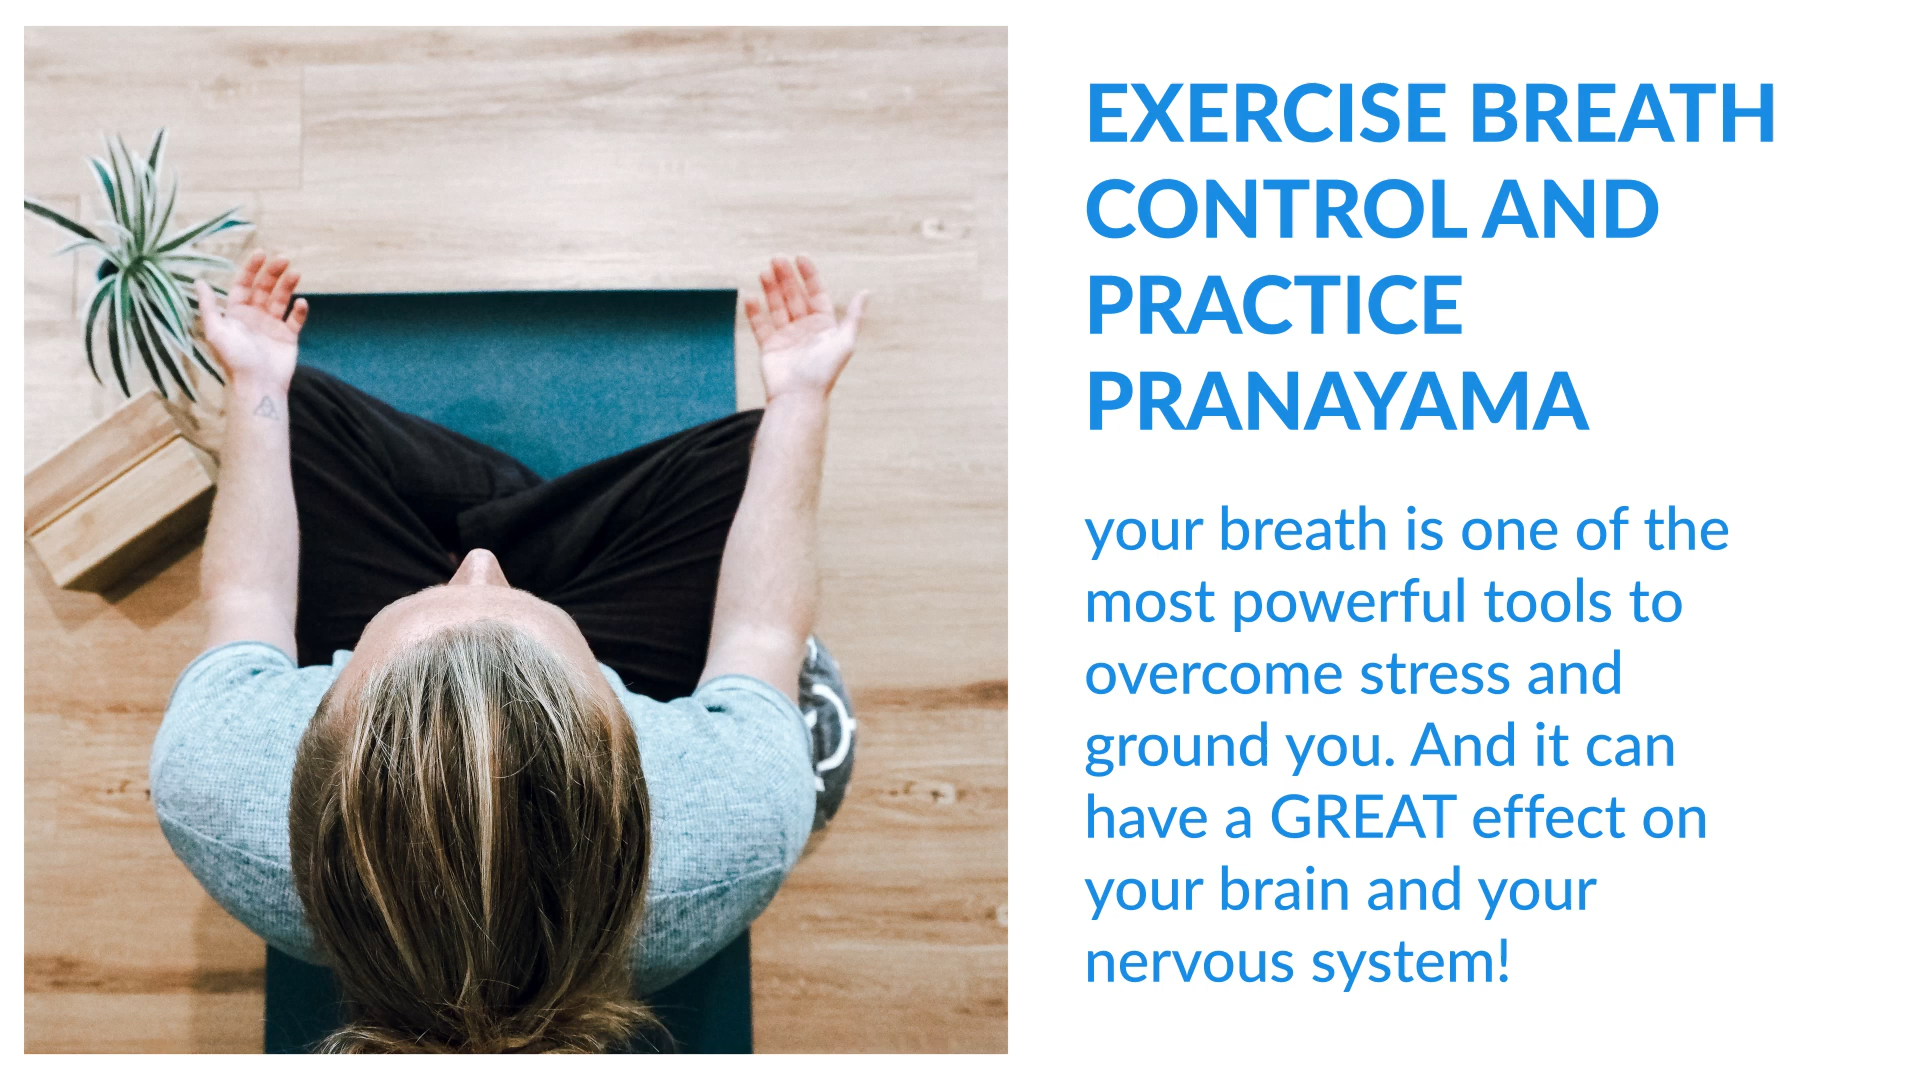 EXERCISE BREATH
CONTROL AND
PRACTICE
PRANAYAMA
your breath is one of the
most powerful tools to
overcome stress and
ground you. And it can
have a GREAT effect on
your brain and your
nervous system!